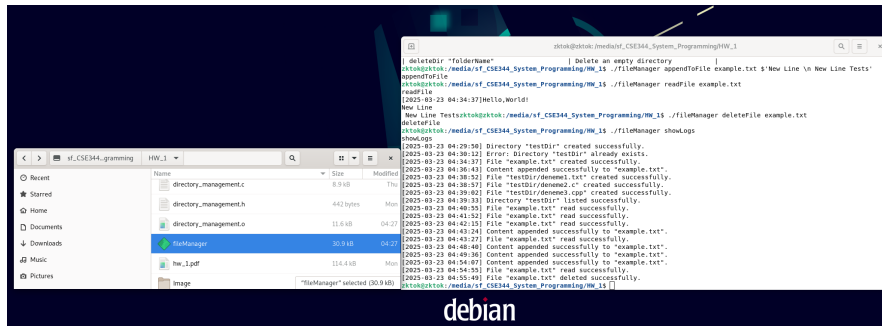 zktok@zktok: /media/sf_CSE344_System_Programming/HW_1
| deleteDir "folderName" | Delete an empty directory |
zktok@zktok:/media/sf_CSE344_System_Programming/HW_1$ ./fileManager appendToFile example.txt $'New Line \n New Line Tests'
appendToFile
zktok@zktok:/media/sf_CSE344_System_Programming/HW_1$ ./fileManager readFile example.txt
readFile
[2025-03-23 04:34:37]Hello,World!
New Line
New Line Testszktok@zktok:/media/sf_CSE344_System_Programming/HW_1$ ./fileManager deleteFile example.txt
deleteFile
zktok@zktok:/media/sf_CSE344_System_Programming/HW_1$ ./fileManager showLogs
showLogs
[2025-03-23 04:29:50] Directory "testDir" created successfully.
[2025-03-23 04:30:12] Error: Directory "testDir" already exists.
[2025-03-23 04:34:37] File "example.txt" created successfully.
[2025-03-23 04:36:43] Content appended successfully to "example.txt".
[2025-03-23 04:38:52] File "testDir/deneme1.txt" created successfully.
[2025-03-23 04:38:57] File "testDir/deneme2.c" created successfully.
[2025-03-23 04:39:02] File "testDir/deneme3.cpp" created successfully.
[2025-03-23 04:39:33] Directory "testDir" listed successfully.
[2025-03-23 04:40:55] File "example.txt" read successfully.
[2025-03-23 04:41:52] File "example.txt" read successfully.
[2025-03-23 04:42:15] File "example.txt" read successfully.
[2025-03-23 04:43:24] Content appended successfully to "example.txt".
[2025-03-23 04:43:27] File "example.txt" read successfully.
[2025-03-23 04:48:40] Content appended successfully to "example.txt".
[2025-03-23 04:49:36] Content appended successfully to "example.txt".
[2025-03-23 04:54:07] Content appended successfully to "example.txt".
[2025-03-23 04:54:55] File "example.txt" read successfully.
[2025-03-23 04:55:49] File "example.txt" deleted successfully.
zktok@zktok:/media/sf_CSE344_System_Programming/HW_1$
sf_CSE344...gramming HW_1
Recent
Starred
Home
Documents
Downloads
Music
Pictures
Name Size Modified
directory_management.c 8.9 kB Thu
directory_management.h 442 bytes Mon
directory_management.o 11.6 kB 04:27
fileManager 30.9 kB 04:27
hw_1.pdf 114.4 kB Mon
Image
"fileManager" selected (30.9 kB)
debian